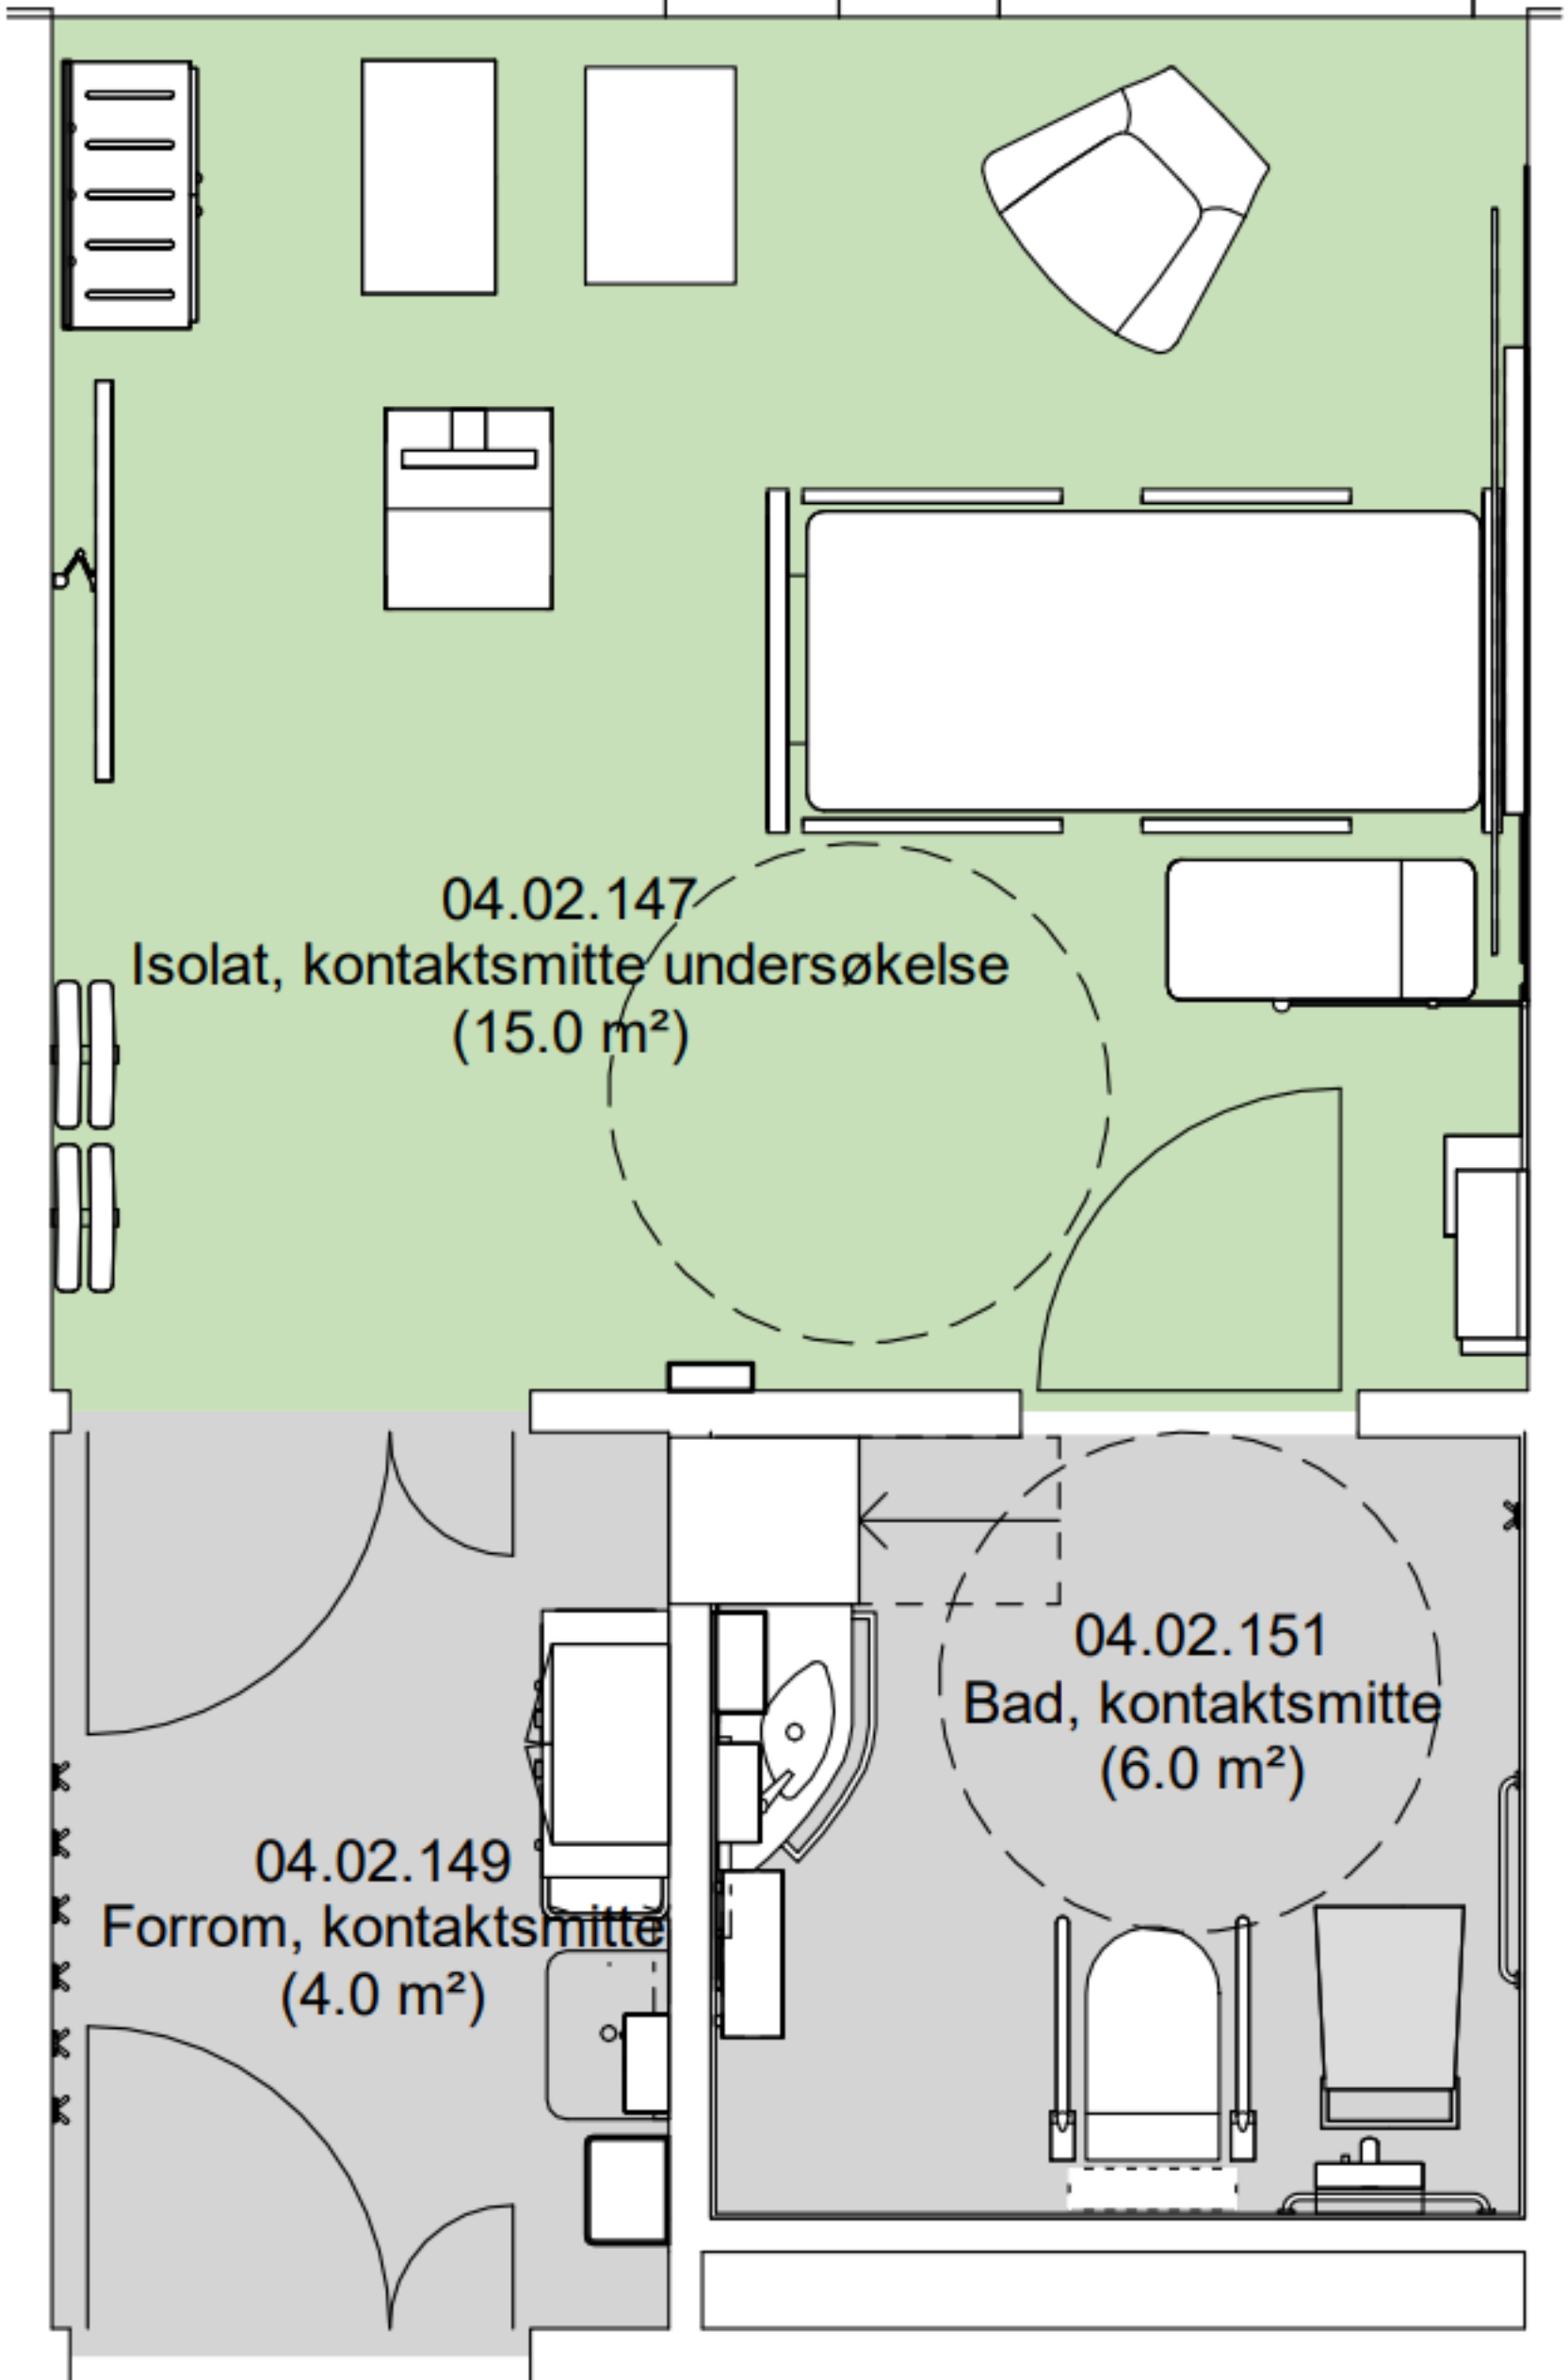 04.02.147
Isolat, kontaktsmitte undersøkelse
(15.0 m²)
04.02.151
Bad, kontaktsmitte
(6.0 m²)
04.02.149
Forrom, kontaktsmitte
(4.0 m²)